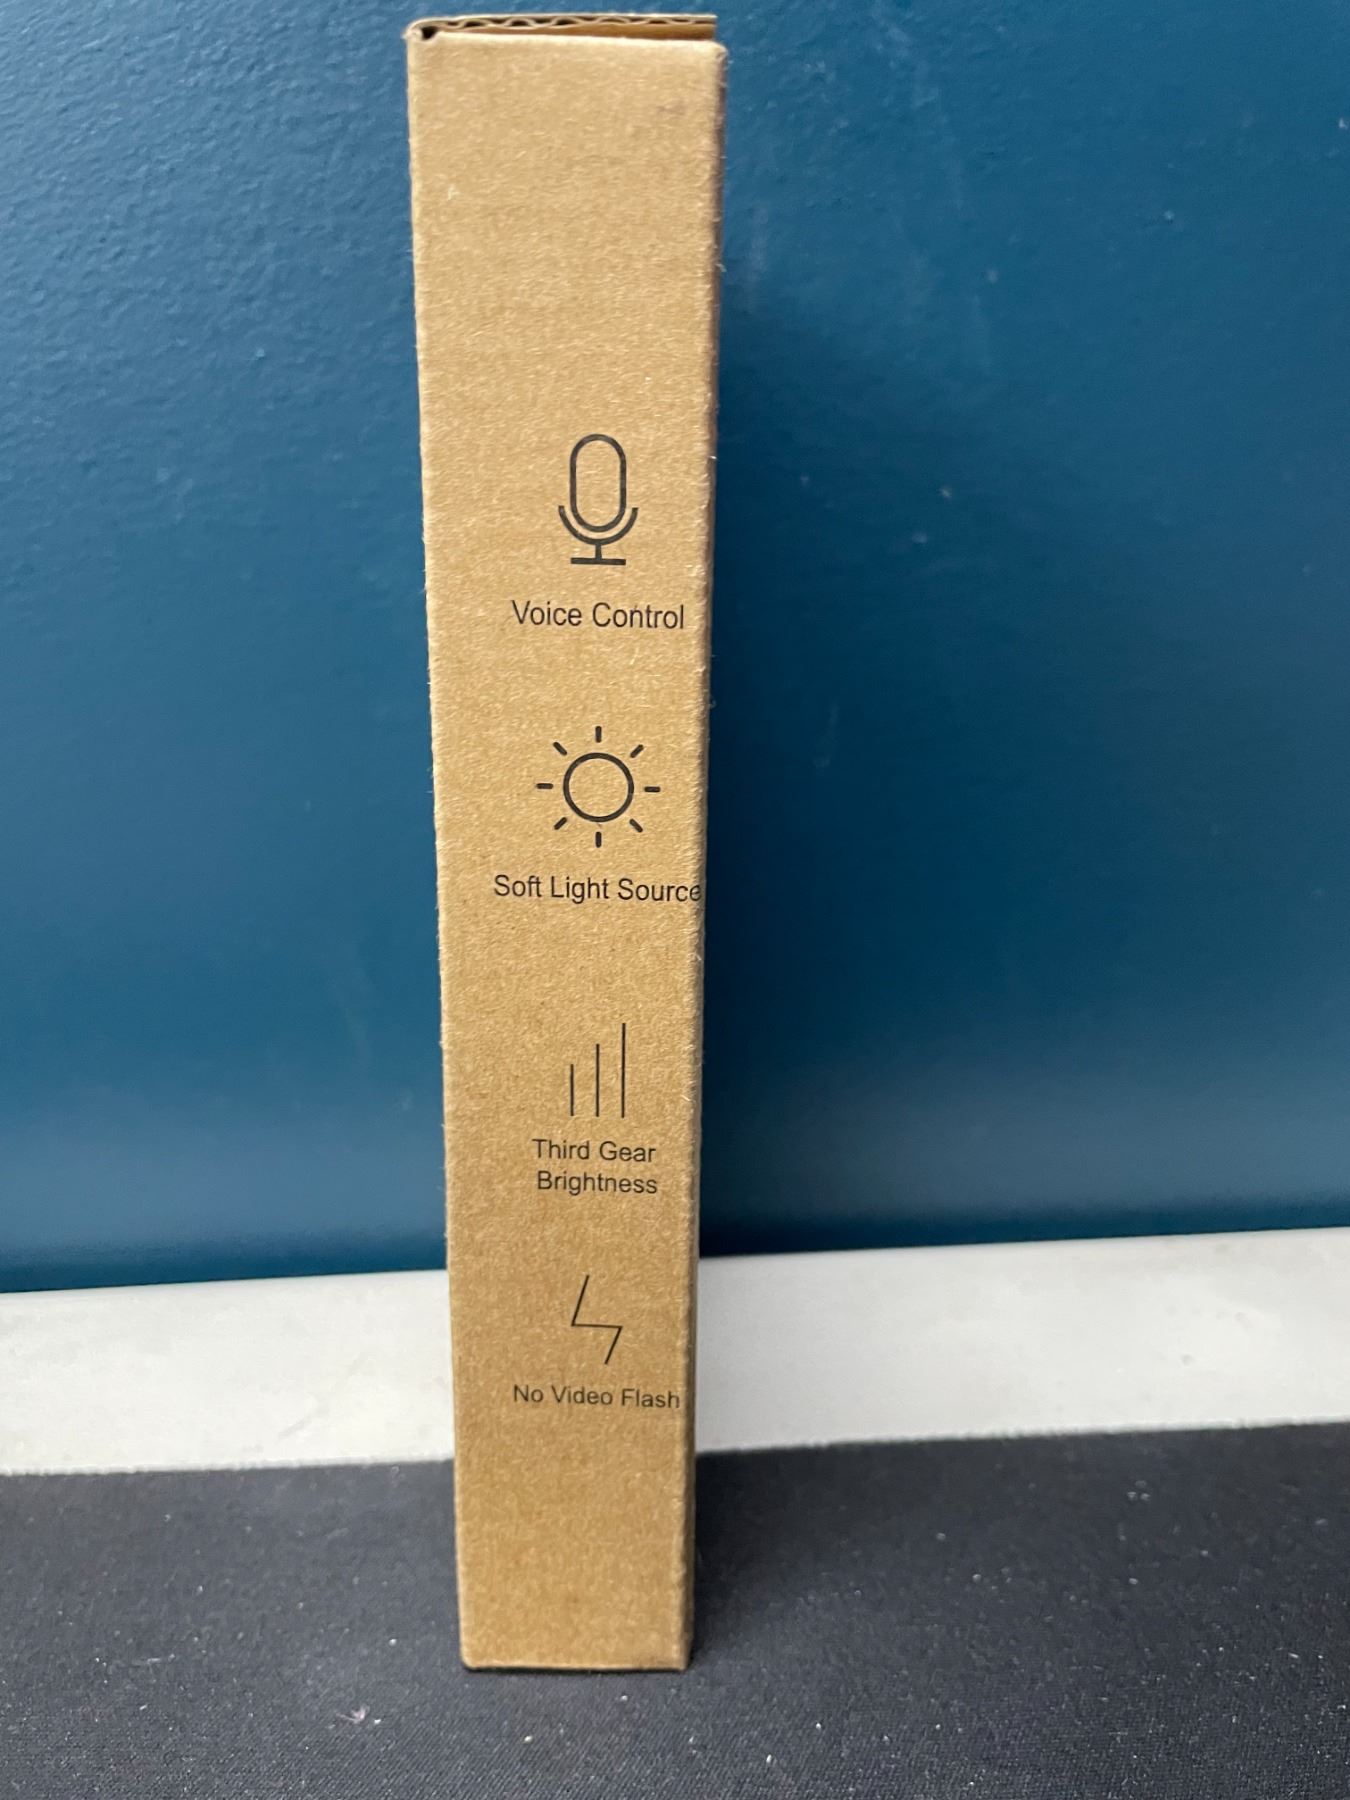 Voice Control
Soft Light Source
Third Gear
Brightness
No Video Flash